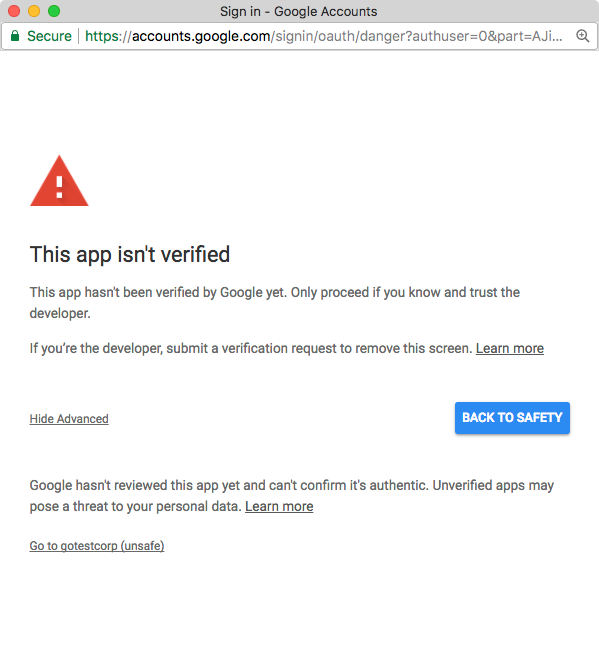 Sign in - Google Accounts
Secure | https://accounts.google.com/signin/oauth/danger?authuser=0&part=AJi...
This app isn't verified
This app hasn't been verified by Google yet. Only proceed if you know and trust the
developer.
If you’re the developer, submit a verification request to remove this screen. Learn more
Hide Advanced
BACK TO SAFETY
Google hasn't reviewed this app yet and can't confirm it's authentic. Unverified apps may
pose a threat to your personal data. Learn more
Go to gotestcorp (unsafe)